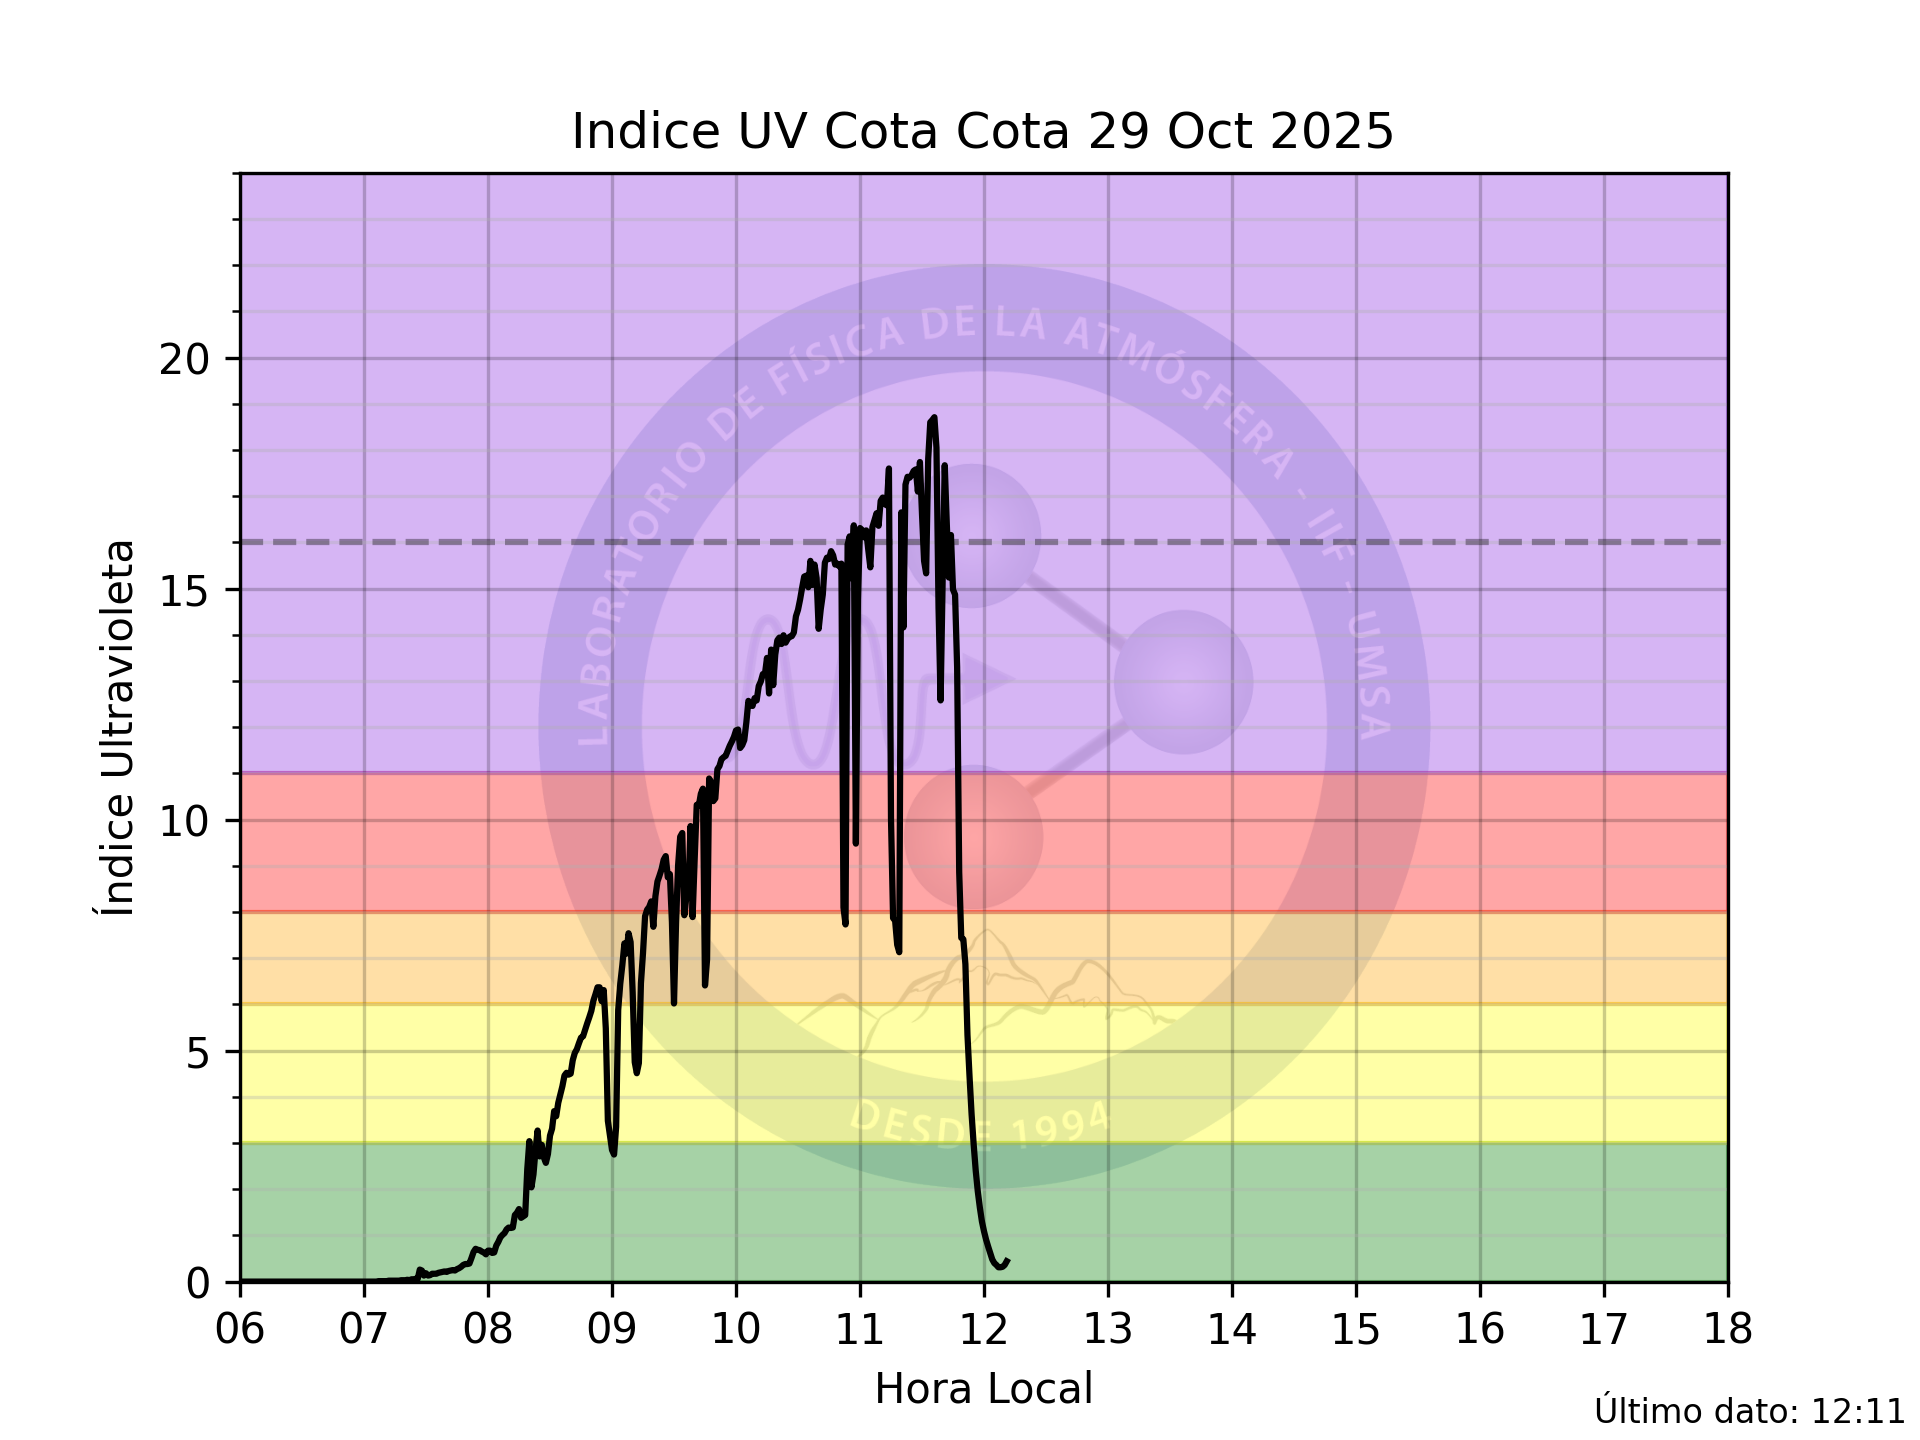 Indice UV Cota Cota 29 Oct 2025
LABORATORIO DE FÍSICA DE LA ATMÓSFERA - IIF - UMSA
20
15
10
5
0
Índice Ultravioleta
DESDE 1994
06 07 08 09 10 11 12 13 14 15 16 17 18
Hora Local
Último dato: 12:11